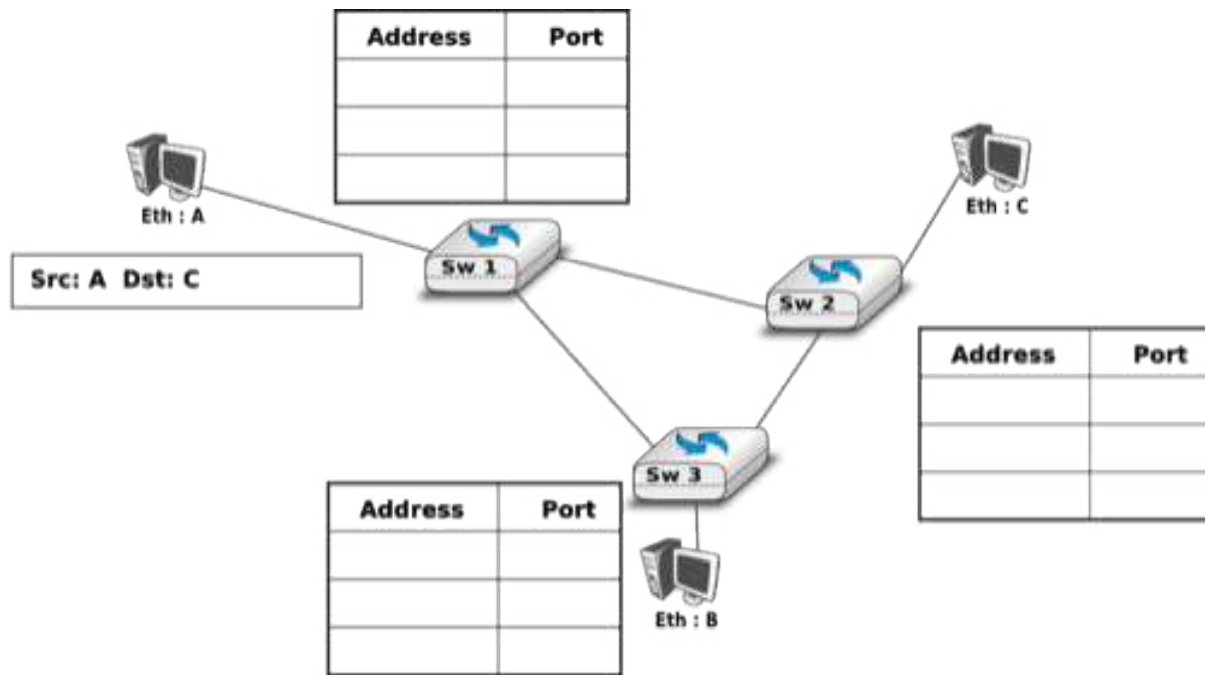 Address Port
Eth : A
Eth : C
Src: A Dst: C
Sw 1
Sw 2
Address Port
Sw 3
Address Port
Eth : B